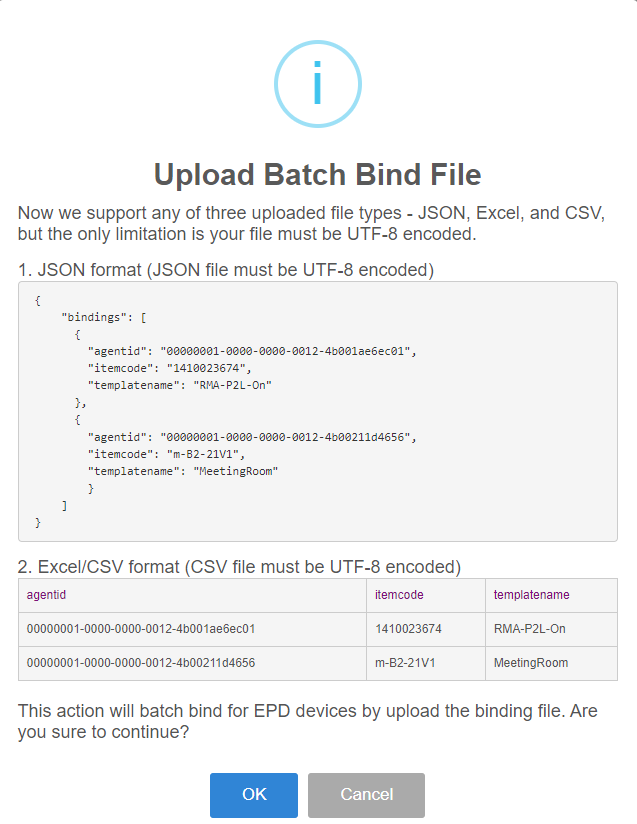 i
Upload Batch Bind File
Now we support any of three uploaded file types - JSON, Excel, and CSV,
but the only limitation is your file must be UTF-8 encoded.
1. JSON format (JSON file must be UTF-8 encoded)
{
    "bindings": [
      {
        "agentid": "00000001-0000-0000-0012-4b001ae6ec01",
        "itemcode": "1410023674",
        "templatename": "RMA-P2L-On"
      },
      {
        "agentid": "00000001-0000-0000-0012-4b00211d4656",
        "itemcode": "m-B2-21V1",
        "templatename": "MeetingRoom"
        }
    ]
}
2. Excel/CSV format (CSV file must be UTF-8 encoded)
agentid itemcode templatename
00000001-0000-0000-0012-4b001ae6ec01 1410023674 RMA-P2L-On
00000001-0000-0000-0012-4b00211d4656 m-B2-21V1 MeetingRoom
This action will batch bind for EPD devices by upload the binding file. Are
you sure to continue?
OK Cancel